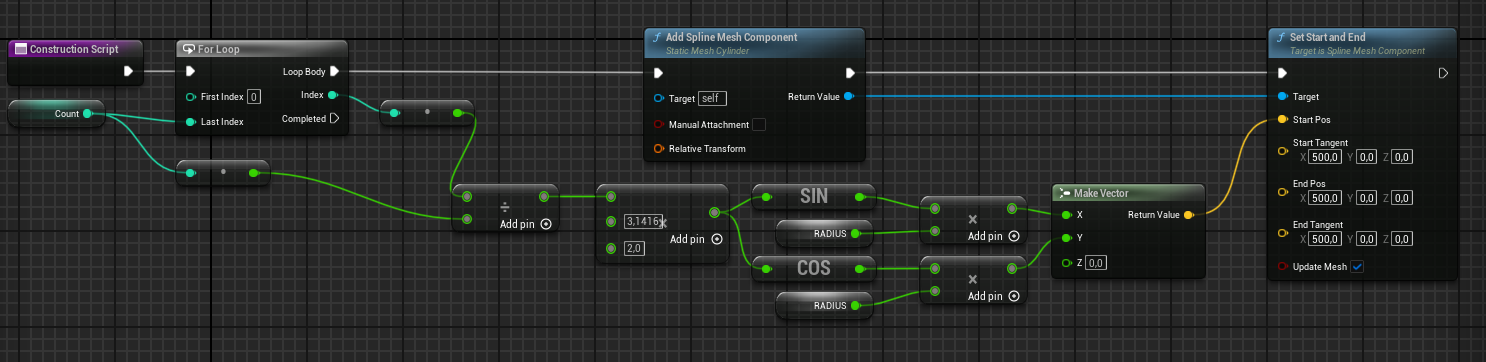 Construction Script
Count
For Loop
First Index 0
Last Index
Loop Body
Index
Completed
÷
Add pin
3,1416
2,0
×
Add pin
f Add Spline Mesh Component
Static Mesh Cylinder
Target self
Manual Attachment
Relative Transform
Return Value
SIN
RADIUS
COS
RADIUS
×
Add pin
×
Add pin
Make Vector
X
Y
Z 0,0
Return Value
f Set Start and End
Target is Spline Mesh Component
Target
Start Pos
Start Tangent
X 500,0 Y 0,0 Z 0,0
End Pos
X 500,0 Y 0,0 Z 0,0
End Tangent
X 500,0 Y 0,0 Z 0,0
Update Mesh